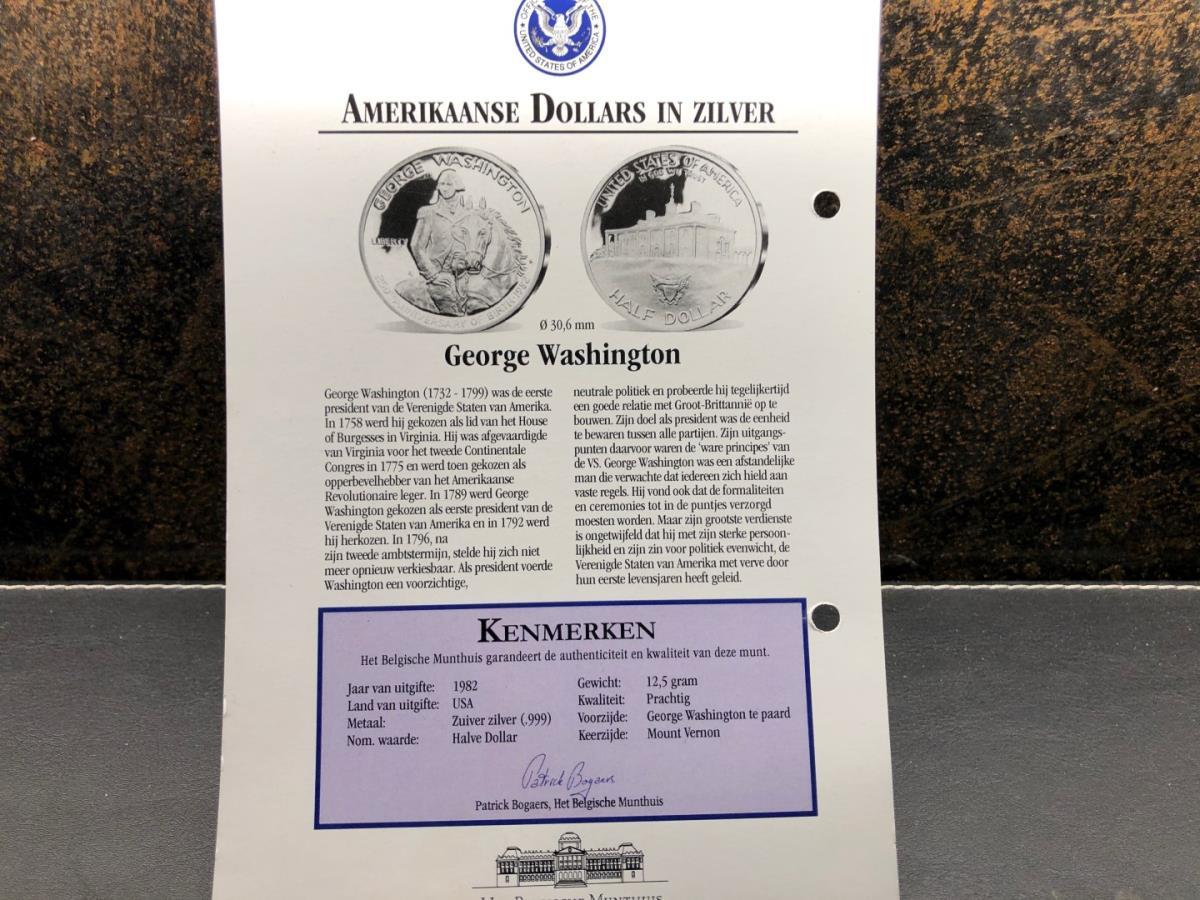 UNITED STATES OF AMERICA
AMERIKAANSE DOLLARS IN ZILVER
GEORGE WASHINGTON
LIBERTY
250TH ANNIVERSARY OF BIRTH 1982
UNITED STATES OF AMERICA
IN GOD WE TRUST
HALF DOLLAR
Ø 30,6 mm
George Washington
George Washington (1732 - 1799) was de eerste
president van de Verenigde Staten van Amerika.
In 1758 werd hij gekozen als lid van het House
of Burgesses in Virginia. Hij was afgevaardigde
van Virginia voor het tweede Continentale
Congres in 1775 en werd toen gekozen als
opperbevelhebber van het Amerikaanse
Revolutionaire leger. In 1789 werd George
Washington gekozen als eerste president van de
Verenigde Staten van Amerika en in 1792 werd
hij herkozen. In 1796, na
zijn tweede ambtstermijn, stelde hij zich niet
meer opnieuw verkiesbaar. Als president voerde
Washington een voorzichtige,
neutrale politiek en probeerde hij tegelijkertijd
een goede relatie met Groot-Brittannië op te
bouwen. Zijn doel als president was de eenheid
te bewaren tussen alle partijen. Zijn uitgangs-
punten daarvoor waren de 'ware principes' van
de VS. George Washington was een afstandelijke
man die verwachte dat iedereen zich hield aan
vaste regels. Hij vond ook dat de formaliteiten
en ceremonies tot in de puntjes verzorgd
moesten worden. Maar zijn grootste verdienste
is ongetwijfeld dat hij met zijn sterke persoon-
lijkheid en zijn zin voor politiek evenwicht, de
Verenigde Staten van Amerika met verve door
hun eerste levensjaren heeft geleid.
KENMERKEN
Het Belgische Munthuis garandeert de authenticiteit en kwaliteit van deze munt.
Jaar van uitgifte: 1982
Land van uitgifte: USA
Metaal: Zuiver zilver (.999)
Nom. waarde: Halve Dollar
Gewicht: 12,5 gram
Kwaliteit: Prachtig
Voorzijde: George Washington te paard
Keerzijde: Mount Vernon
Patrick Bogaers
Patrick Bogaers, Het Belgische Munthuis